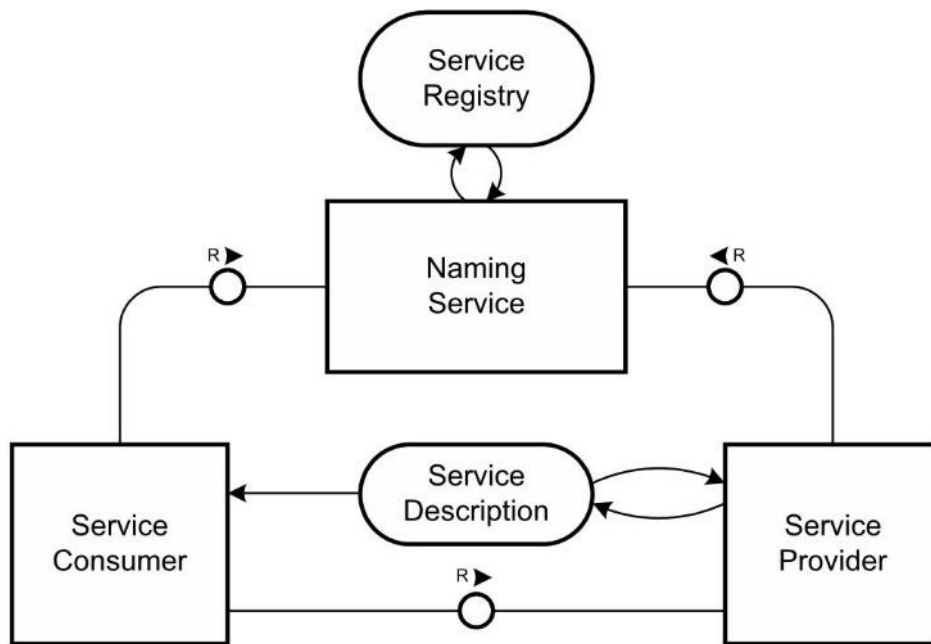 Service
Registry
R
Naming
Service
R
Service
Consumer
Service
Description
Service
Provider
R